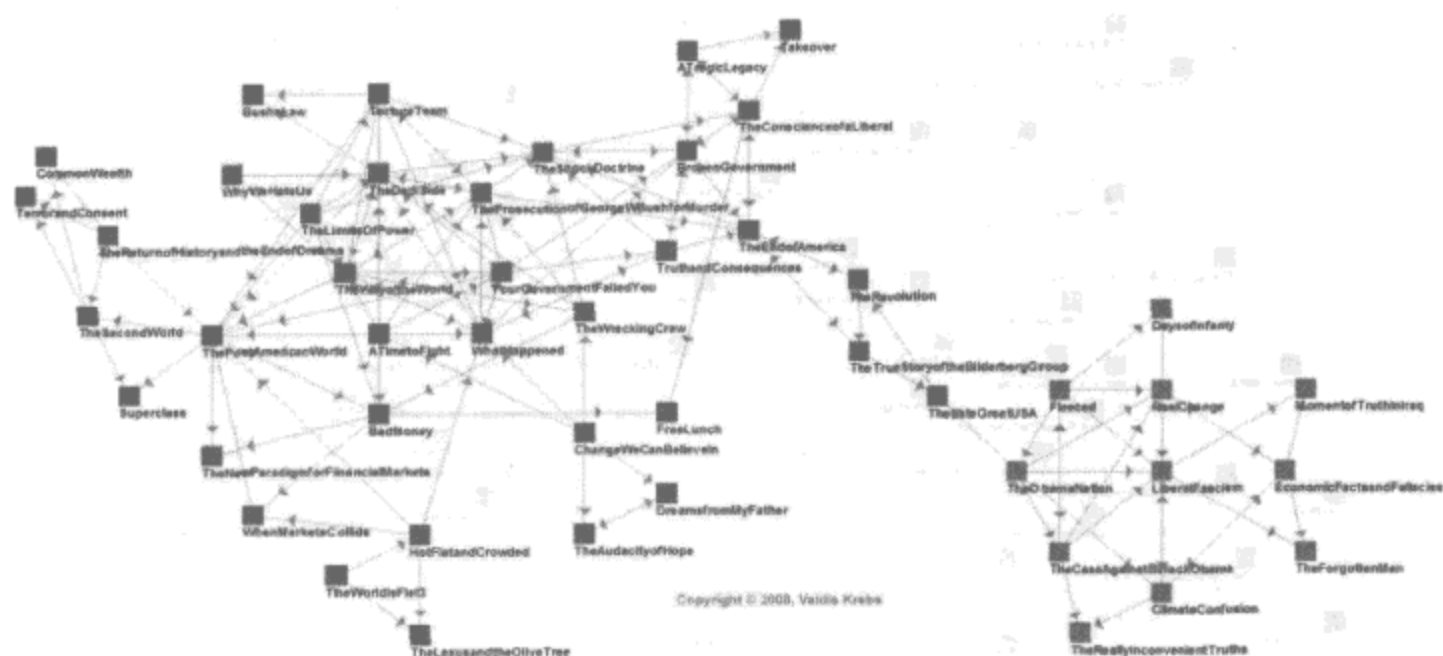 Takeover
ATragicLegacy
BushsLaw
TortureTeam
TheConscienceofaLiberal
CommonWealth
WhyWeHateUs
TheDarkSide
TheShockDoctrine
BrokenGovernment
TerrorandConsent
TheProsecutionofGeorgeWBushforMurder
TheLimitsOfPower
TheReturnofHistoryandtheEndofDreams
TheEndofAmerica
TruthandConsequences
TheWayoftheWorld
YourGovernmentFailedYou
TheRevolution
TheSecondWorld
ThePostAmericanWorld
ATimetoFight
WhatHappened
TheWreckingCrew
DaysofInfamy
TheTrueStoryoftheBilderbergGroup
Superclass
BadMoney
FreeLunch
Fleeced
RealChange
MomentofTruthinIraq
ChangeWeCanBelieveIn
TheNewParadigmforFinancialMarkets
TheObamaNation
LiberalFascism
EconomicFactsandFallacies
DreamsfromMyFather
WhenMarketsCollide
HotFlatandCrowded
TheAudacityofHope
TheCaseAgainstBarackObama
TheForgottenMan
TheWorldisFlat3
Copyright © 2008, Valdis Krebs
ClimateConfusion
TheLexusandtheOliveTree
TheReallyInconvenientTruths